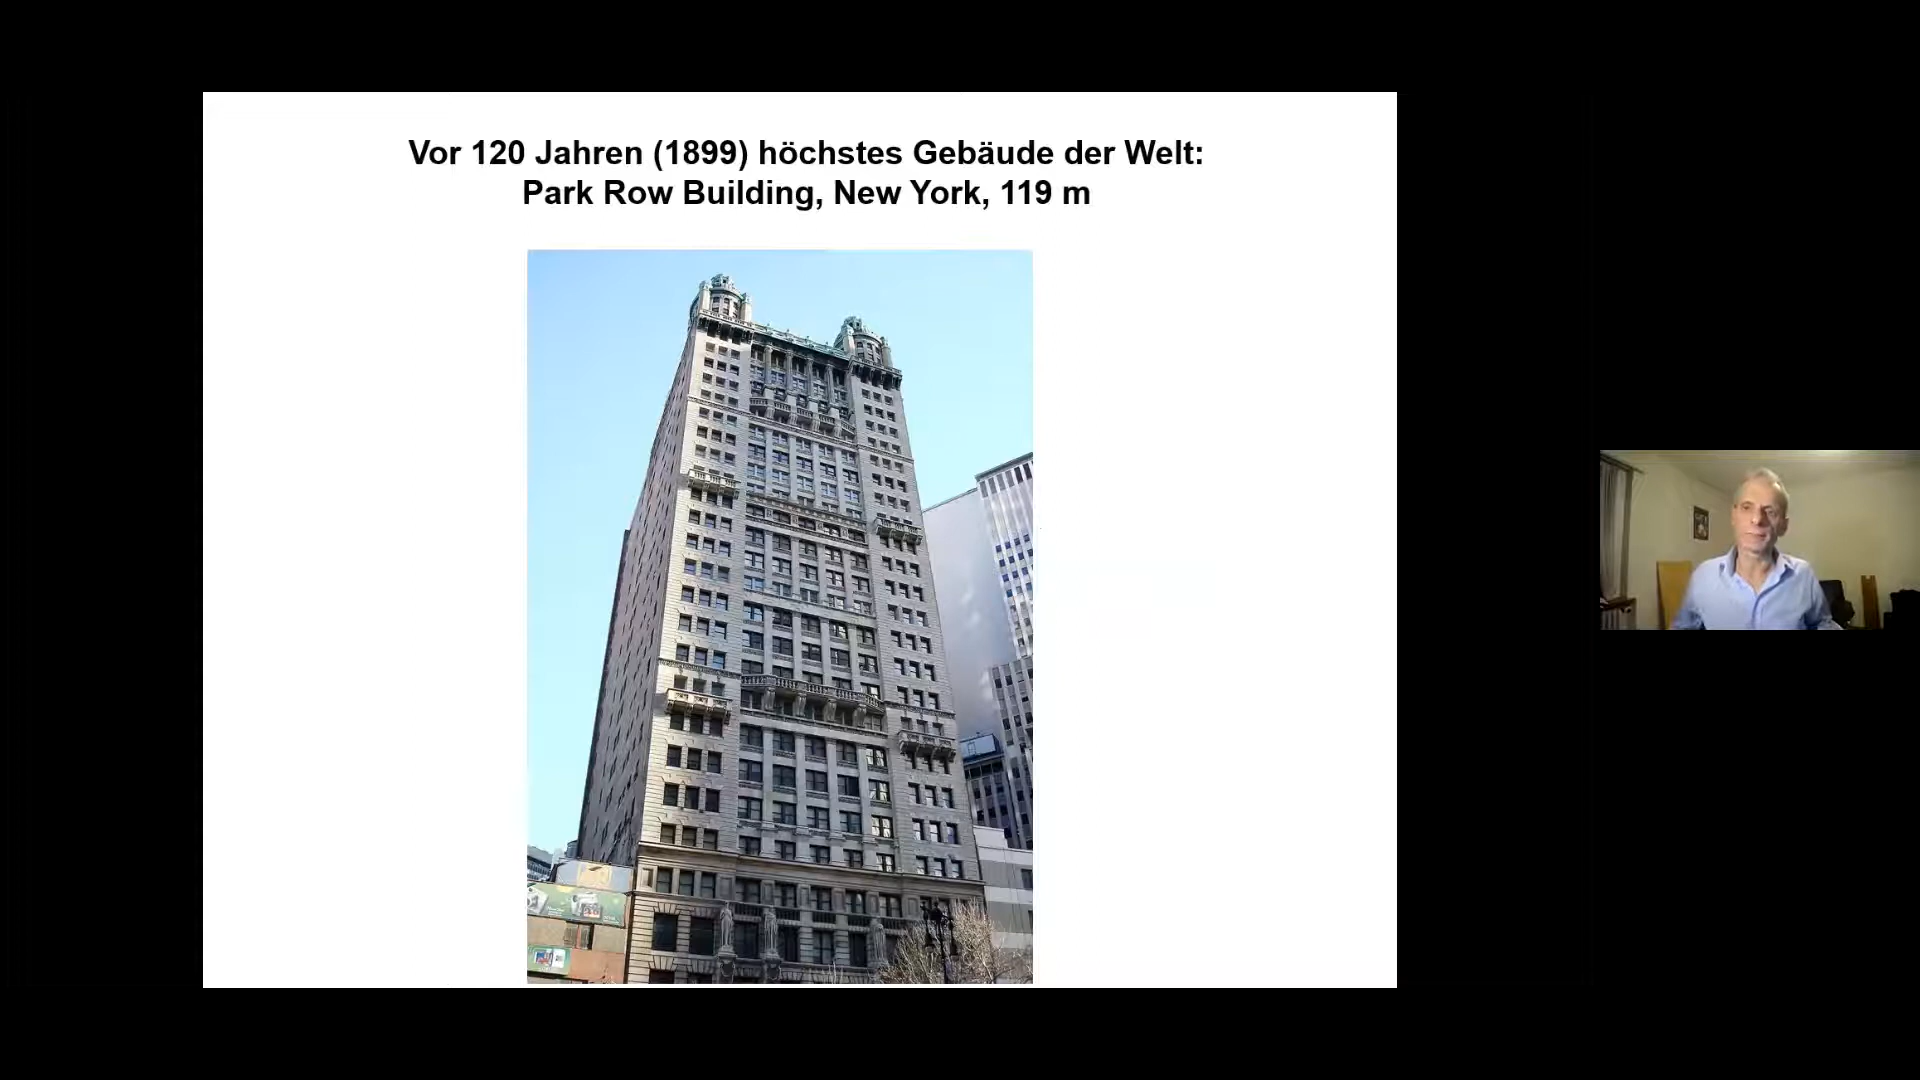 Vor 120 Jahren (1899) höchstes Gebäude der Welt:
Park Row Building, New York, 119 m